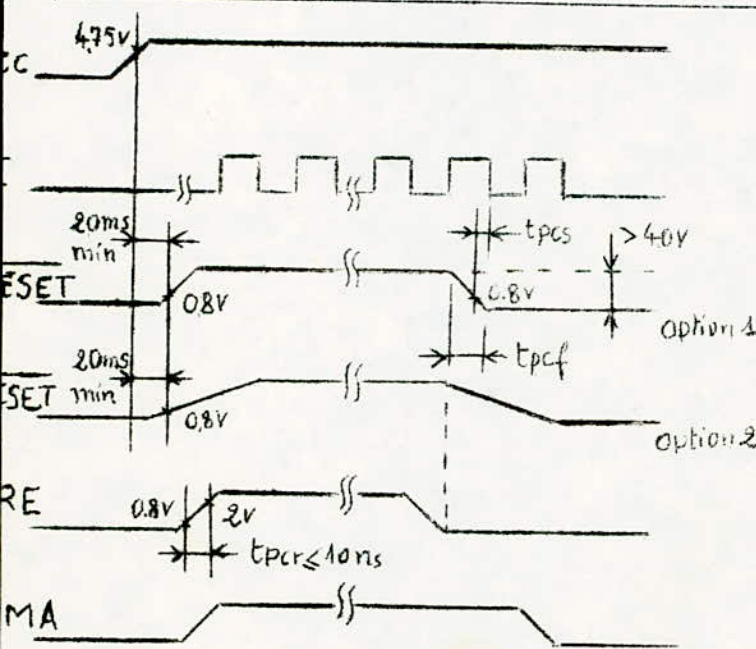 4,75v
CC
20ms
min
tpcs
> 4.0V
ESET
0.8V
0.8V
option 1
20ms
tpcf
ESET min
0,8V
option 2
RE
0.8V
2V
tpcr ≤ 10ns
MA